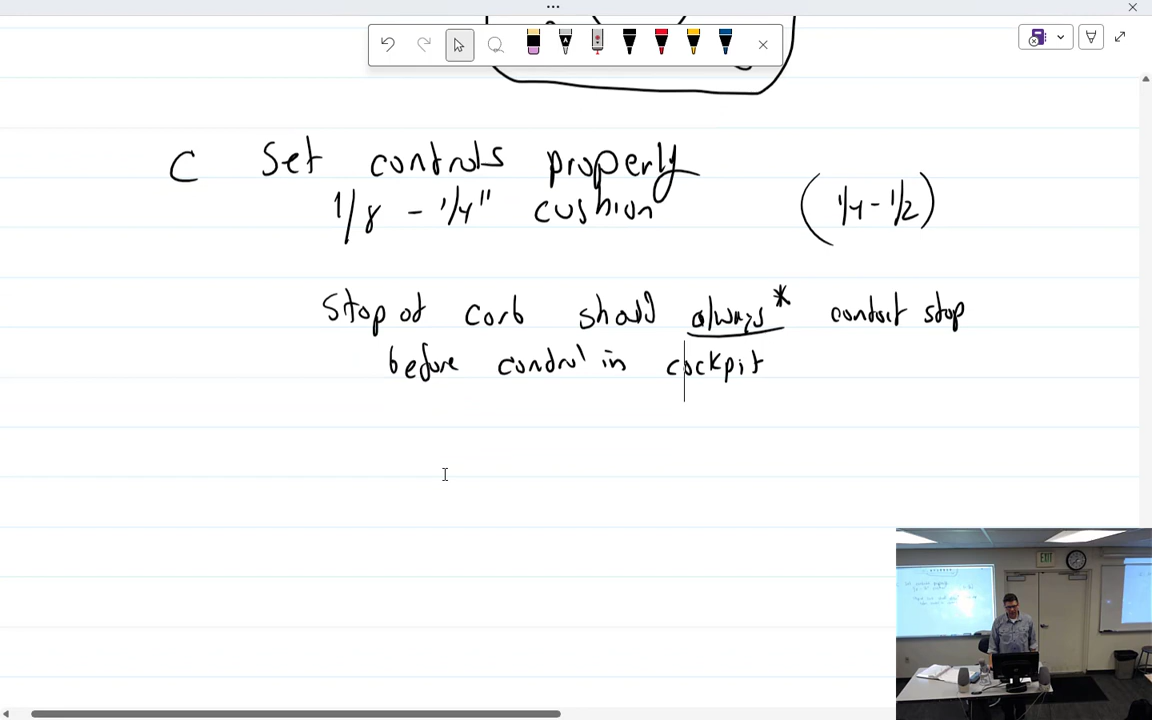 C Set controls properly
1/8 - 1/4" cushion (1/4 - 1/2)
Stop at carb should always* contact stop
before control in cockpit
EXIT